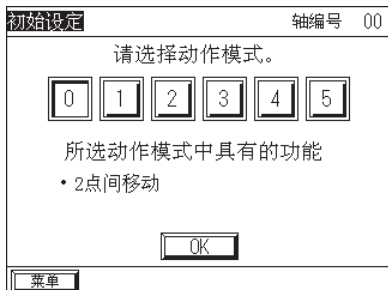 初始设定 轴编号 00
请选择动作模式。
0 1 2 3 4 5
所选动作模式中具有的功能
・2点间移动
OK
菜单